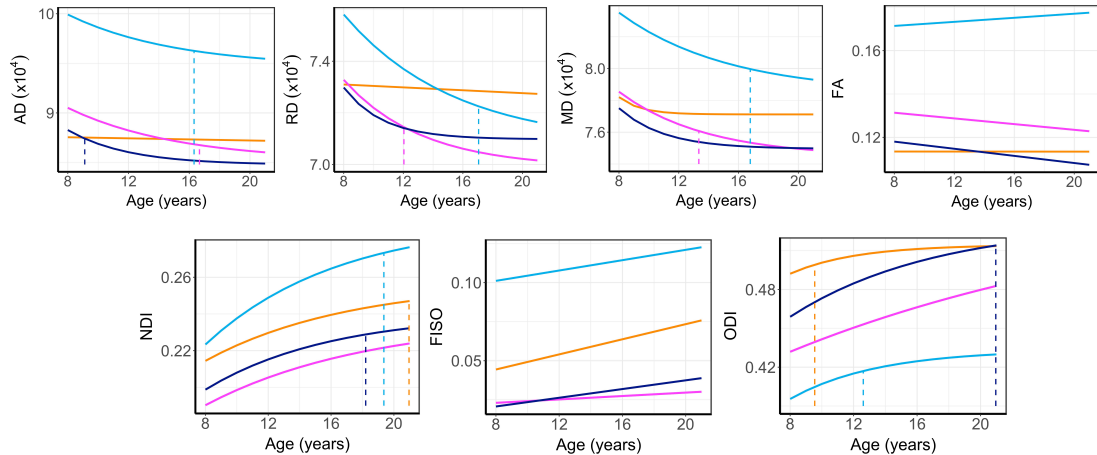 AD (x10⁴)
10
9
8 12 16 20
Age (years)
RD (x10⁴)
7.4
7.0
8 12 16 20
Age (years)
MD (x10⁴)
8.0
7.6
8 12 16 20
Age (years)
FA
0.16
0.12
8 12 16 20
Age (years)
NDI
0.26
0.22
8 12 16 20
Age (years)
FISO
0.10
0.05
8 12 16 20
Age (years)
ODI
0.48
0.42
8 12 16 20
Age (years)